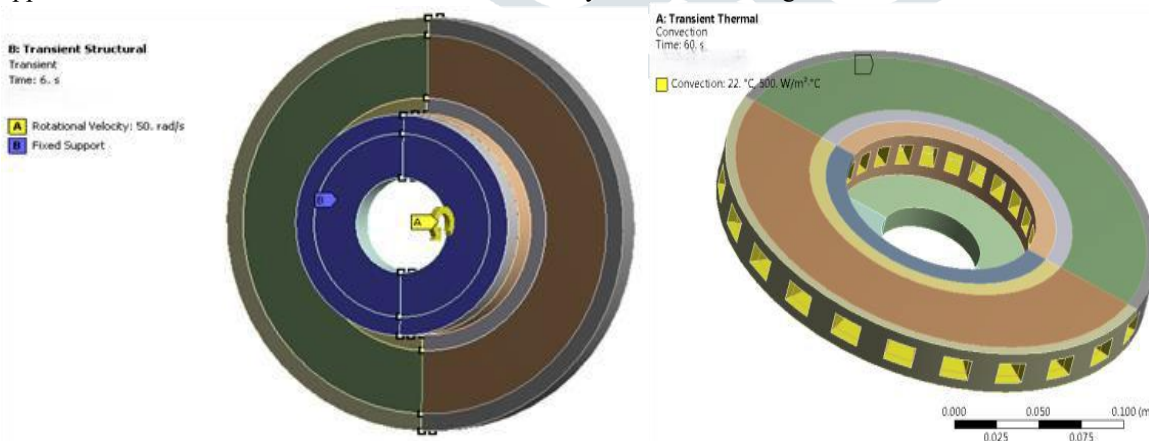 B: Transient Structural
Transient
Time: 6. s
A Rotational Velocity: 50. rad/s
B Fixed Support
B
A
A: Transient Thermal
Convection
Time: 60. s
Convection: 22. °C, 500. W/m²·°C
0.000 0.050 0.100 (m
0.025 0.075